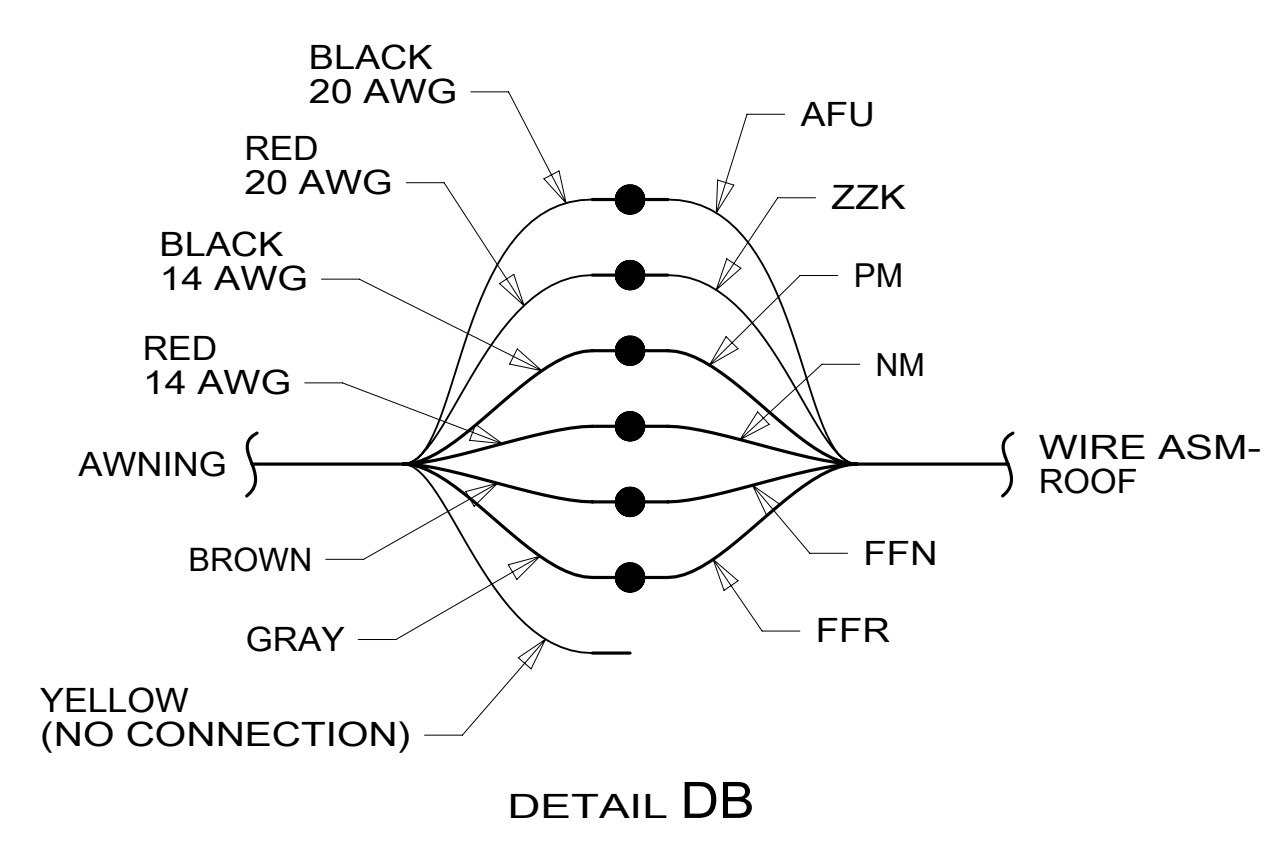 BLACK
20 AWG
AFU
RED
20 AWG
ZZK
BLACK
14 AWG
PM
RED
14 AWG
NM
AWNING
WIRE ASM-
ROOF
BROWN
FFN
GRAY
FFR
YELLOW
(NO CONNECTION)
DETAIL DB